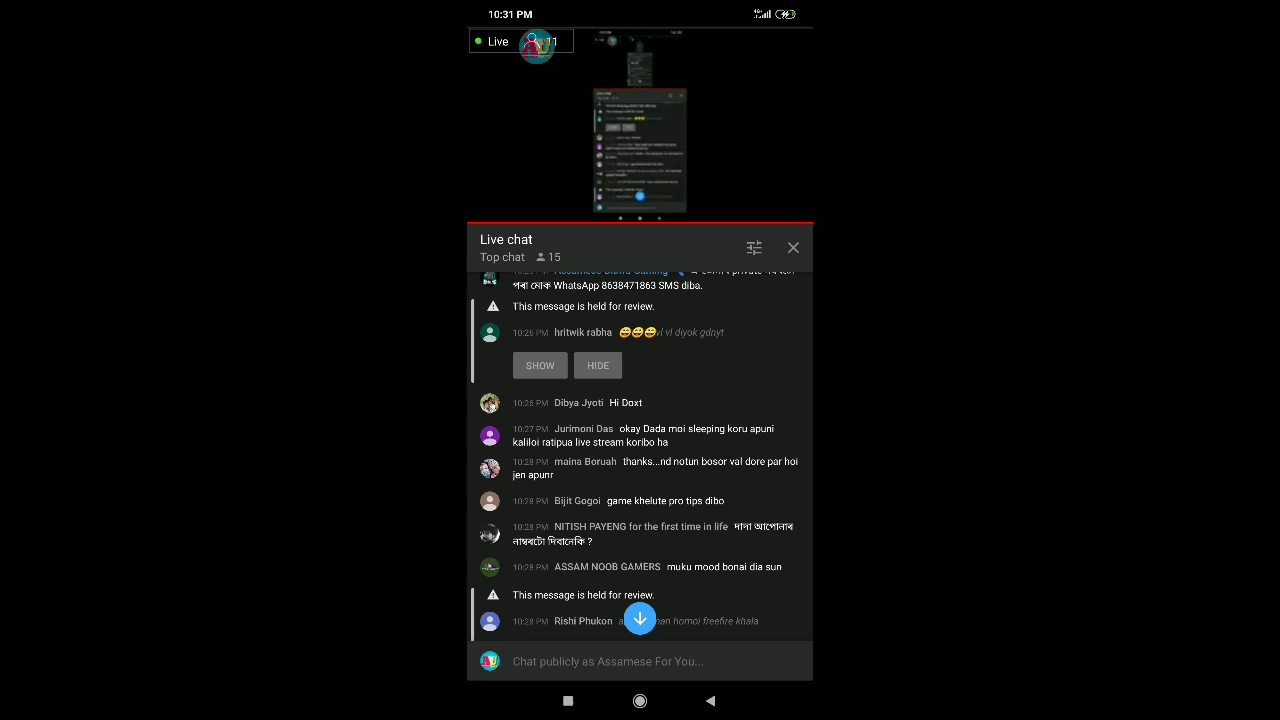 10:31 PM
Live 11
Live chat
Top chat 15
পৰা মোক WhatsApp 8638471863 SMS diba.
This message is held for review.
10:26 PM hritwik rabha 😄😄😄vl vl diyok gdnyt
SHOW HIDE
10:26 PM Dibya Jyoti Hi Doxt
10:27 PM Jurimoni Das okay Dada moi sleeping koru apuni
kaliloi ratipua live stream koribo ha
10:28 PM maina Boruah thanks...nd notun bosor val dore par hoi
jen apunr
10:28 PM Bijit Gogoi game khelute pro tips dibo
10:28 PM NITISH PAYENG for the first time in life দাদা আপোনাৰ
নাম্বৰটো দিবানেকি ?
10:28 PM ASSAM NOOB GAMERS muku mood bonai dia sun
This message is held for review.
10:28 PM Rishi Phukon homoi freefire khala
Chat publicly as Assamese For You...